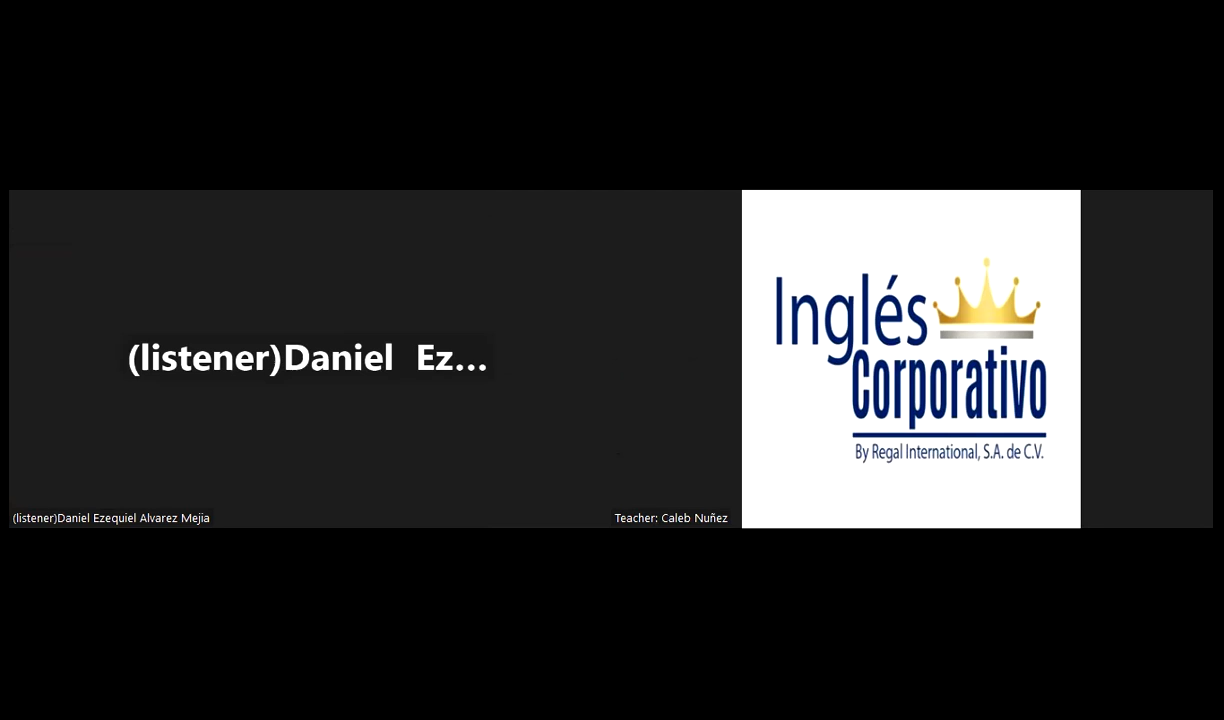 (listener)Daniel Ez...
Inglés
Corporativo
By Regal International, S.A. de C.V.
(listener)Daniel Ezequiel Alvarez Mejia
Teacher: Caleb Nuñez